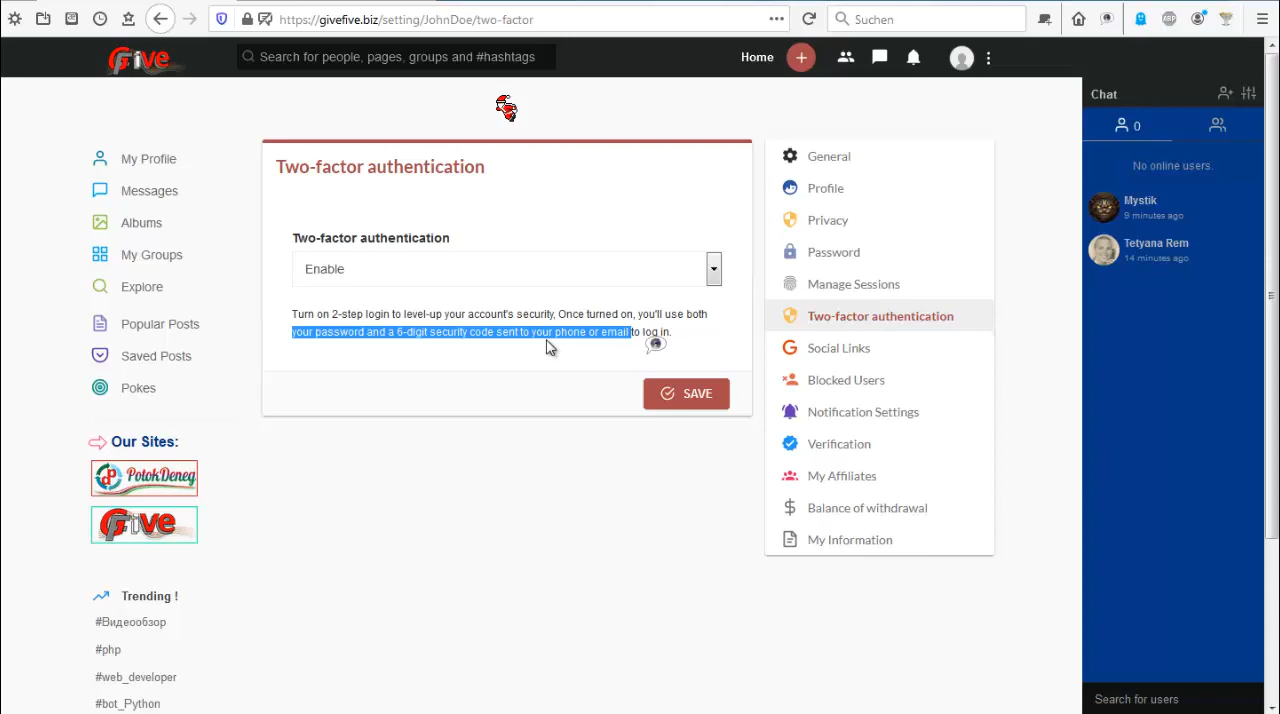 https://givefive.biz/setting/JohnDoe/two-factor
Suchen
GFive
Search for people, pages, groups and #hashtags
Home
My Profile
Messages
Albums
My Groups
Explore
Popular Posts
Saved Posts
Pokes
Our Sites:
PotokDeneg
GFive
Trending !
#Видеообзор
#php
#web_developer
#bot_Python
Two-factor authentication
Two-factor authentication
Enable
Turn on 2-step login to level-up your account's security, Once turned on, you'll use both
your password and a 6-digit security code sent to your phone or email to log in.
SAVE
General
Profile
Privacy
Password
Manage Sessions
Two-factor authentication
Social Links
Blocked Users
Notification Settings
Verification
My Affiliates
Balance of withdrawal
My Information
Chat
0
No online users.
Mystik
9 minutes ago
Tetyana Rem
14 minutes ago
Search for users